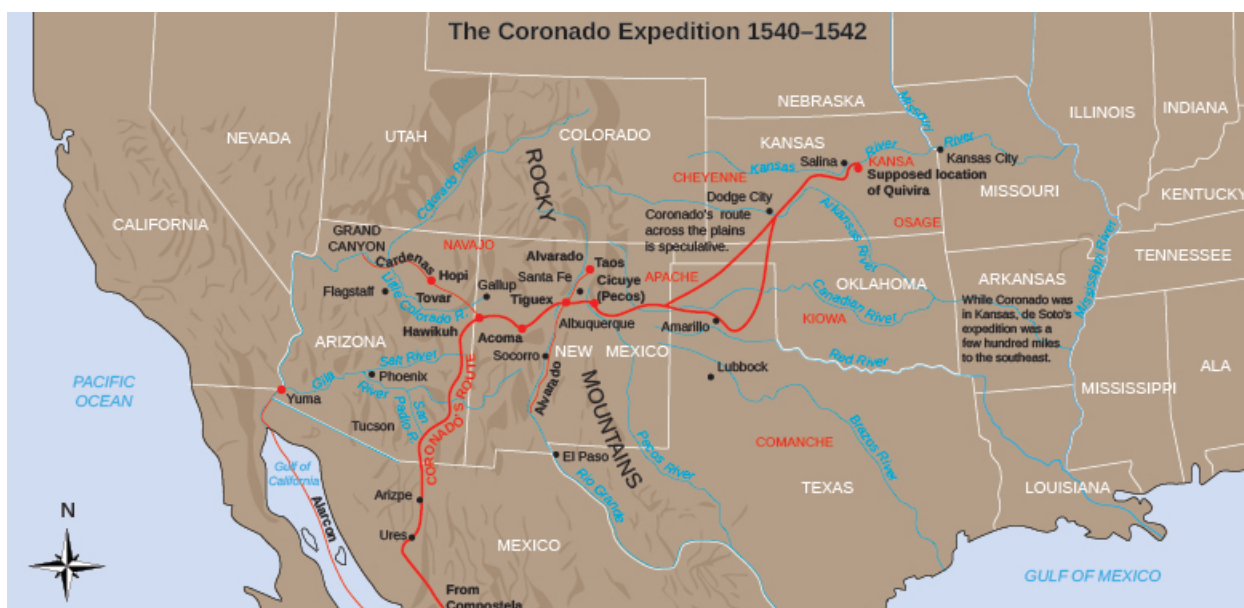 The Coronado Expedition 1540–1542
NEBRASKA
ILLINOIS
INDIANA
NEVADA
UTAH
COLORADO
KANSAS
Missouri
River
River
Kansas
Salina
KANSA
Kansas City
Supposed location
of Quivira
MISSOURI
KENTUCKY
CHEYENNE
Dodge City
Colorado River
ROCKY
MOUNTAINS
Coronado's route
across the plains
is speculative.
Arkansas River
OSAGE
CALIFORNIA
GRAND
CANYON
NAVAJO
Cardenas
Hopi
Tovar
Flagstaff
Little Colorado R.
Gallup
Hawikuh
Alvarado
Taos
Santa Fe
Cicuye
(Pecos)
Tiguex
APACHE
Albuquerque
Acoma
Socorro
NEW
MEXICO
Alvarado
Amarillo
OKLAHOMA
Canadian River
KIOWA
Red River
ARKANSAS
While Coronado was
in Kansas, de Soto's
expedition was a
few hundred miles
to the southeast.
TENNESSEE
Mississippi River
MISSISSIPPI
ALA
ARIZONA
Salt River
Phoenix
Gila
River
San
Padlo R.
Tucson
Yuma
CORONADO'S ROUTE
Lubbock
COMANCHE
Brazos River
Pecos River
El Paso
Rio Grande
TEXAS
LOUISIANA
PACIFIC
OCEAN
Gulf of
California
Alarcon
Arizpe
Ures
MEXICO
From
Compostela
GULF OF MEXICO
N